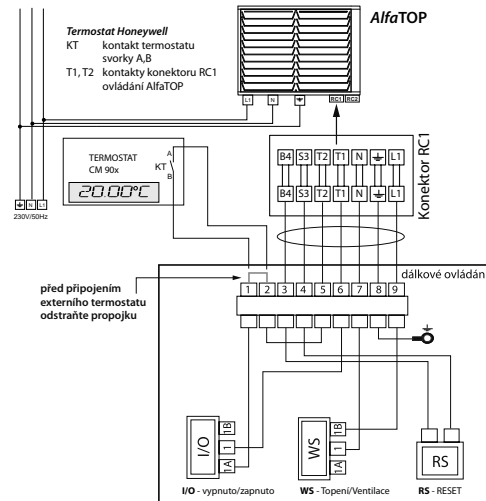 Termostat Honeywell
KT kontakt termostatu
svorky A,B
T1, T2 kontakty konektoru RC1
ovládání AlfaTOP
AlfaTOP
L1 N RC1 RC2
TERMOSTAT
CM 90x
20.00°C
A
KT
B
N L1
230V/50Hz
B4 S3 T2 T1 N L1
B4 S3 T2 T1 N L1
Konektor RC1
dálkové ovládán
před připojením
externího termostatu
odstraňte propojku
1 2 3 4 5 6 7 8 9
I/O
1B
1
1A
WS
1B
1
1A
RS
I/O - vypnuto/zapnuto
WS - Topení/Ventilace
RS - RESET